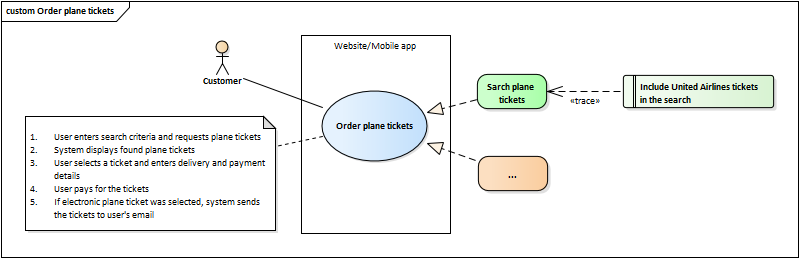 custom Order plane tickets
Website/Mobile app
Customer
Sarch plane
tickets
Include United Airlines tickets
in the search
«trace»
Order plane tickets
1. User enters search criteria and requests plane tickets
2. System displays found plane tickets
3. User selects a ticket and enters delivery and payment
details
4. User pays for the tickets
5. If electronic plane ticket was selected, system sends
the tickets to user's email
...